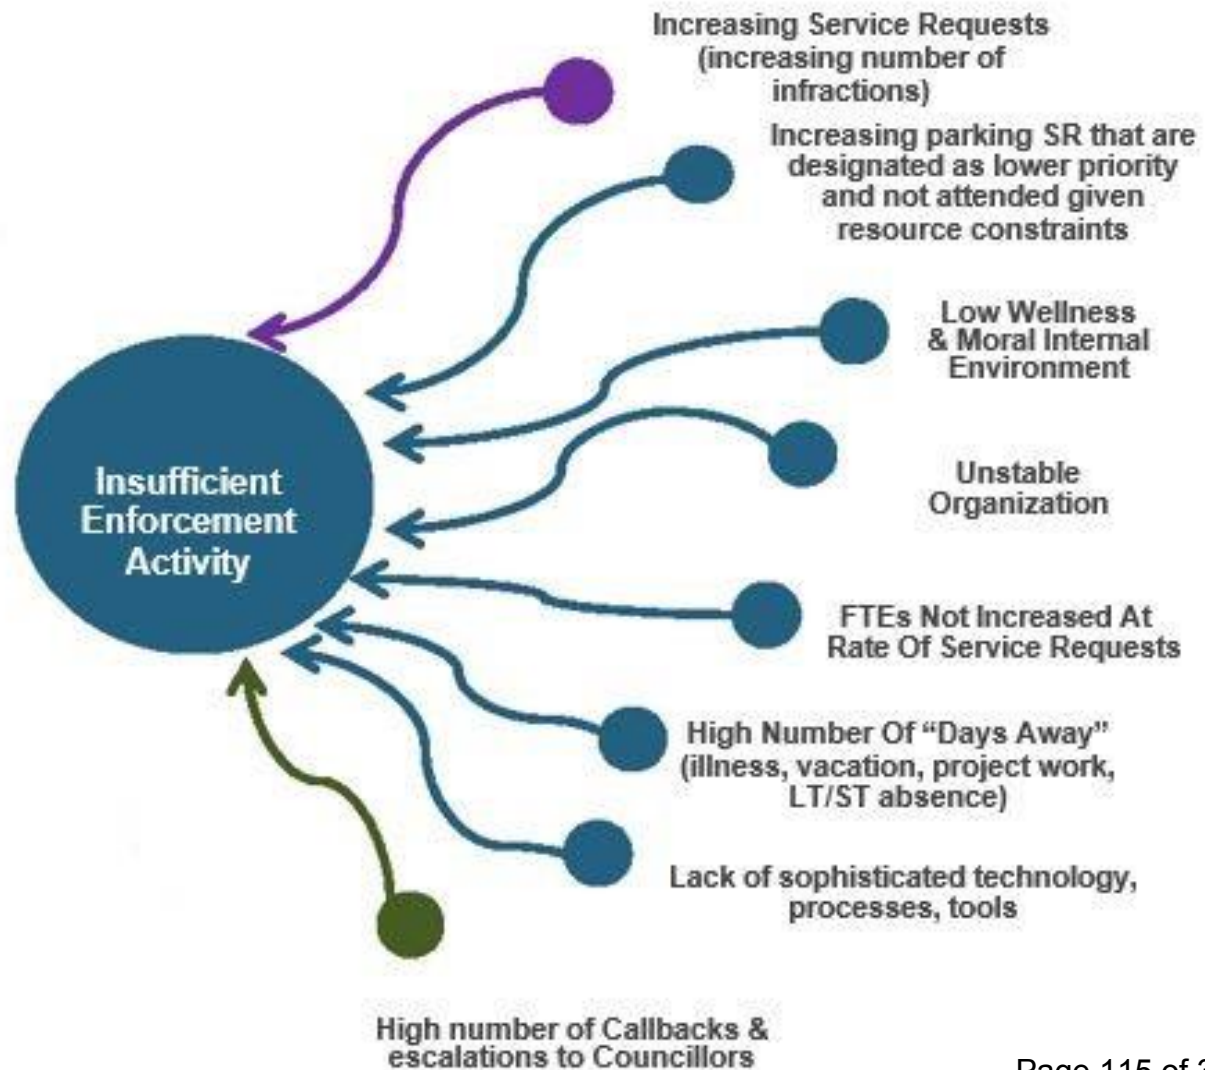 Increasing Service Requests
(increasing number of
infractions)
Increasing parking SR that are
designated as lower priority
and not attended given
resource constraints
Low Wellness
& Moral Internal
Environment
Insufficient
Enforcement
Activity
Unstable
Organization
FTEs Not Increased At
Rate Of Service Requests
High Number Of “Days Away”
(illness, vacation, project work,
LT/ST absence)
Lack of sophisticated technology,
processes, tools
High number of Callbacks &
escalations to Councillors
Page 115 of